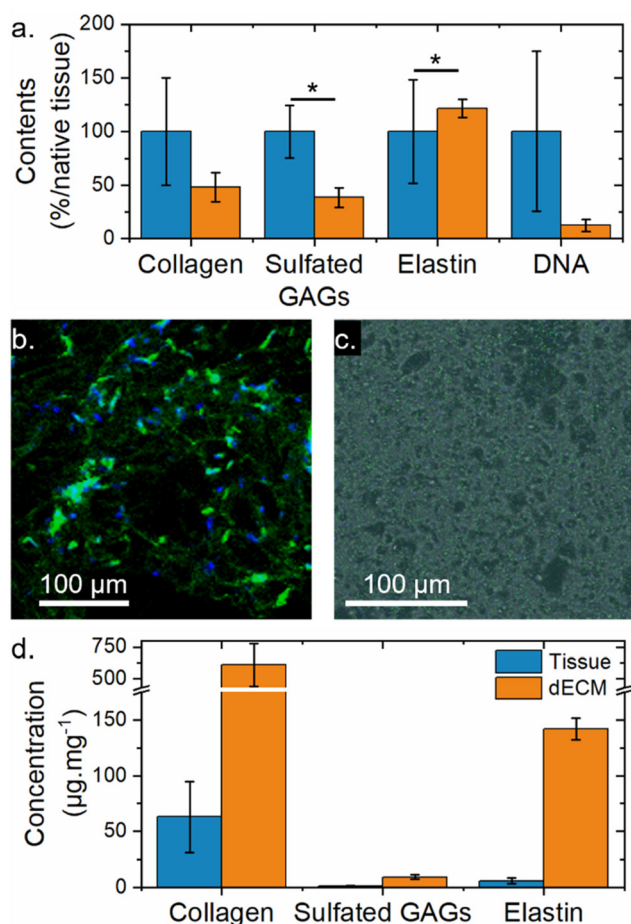 a.
200
150
100
50
0
Contents
(%/native tissue)
*
*
Collagen
Sulfated
GAGs
Elastin
DNA
b.
100 µm
c.
100 µm
d.
750
500
150
100
50
0
Concentration
(µg.mg⁻¹)
Tissue
dECM
Collagen
Sulfated GAGs
Elastin